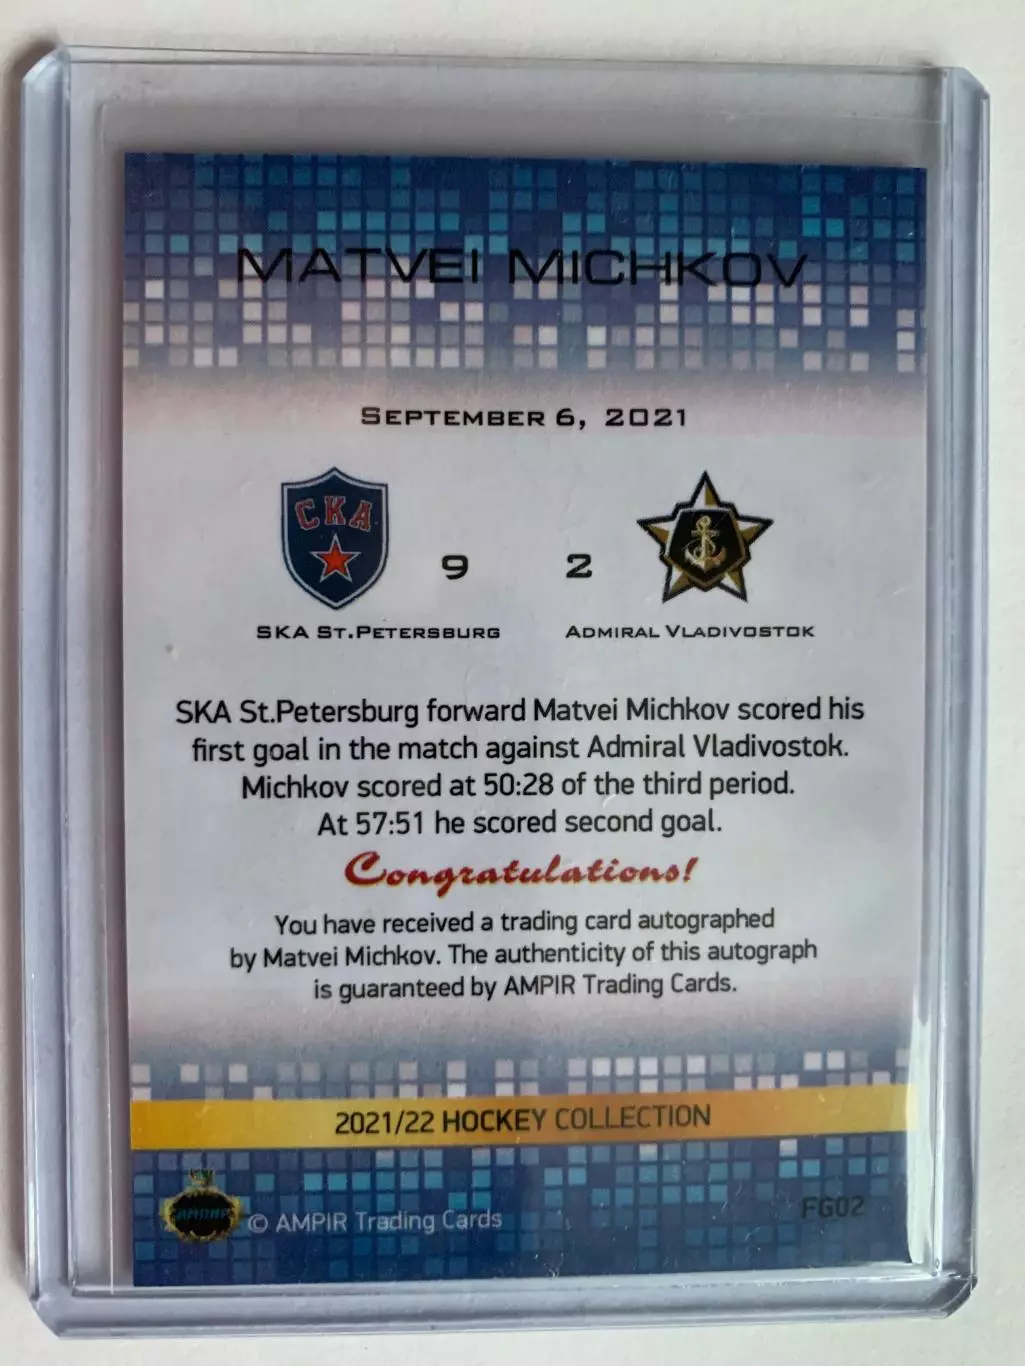 MATVEI MICHKOV
SEPTEMBER 6, 2021
СКА
9 2
SKA ST.PETERSBURG
ADMIRAL VLADIVOSTOK
SKA St.Petersburg forward Matvei Michkov scored his
first goal in the match against Admiral Vladivostok.
Michkov scored at 50:28 of the third period.
At 57:51 he scored second goal.
Congratulations!
You have received a trading card autographed
by Matvei Michkov. The authenticity of this autograph
is guaranteed by AMPIR Trading Cards.
2021/22 HOCKEY COLLECTION
© AMPIR Trading Cards
FG02